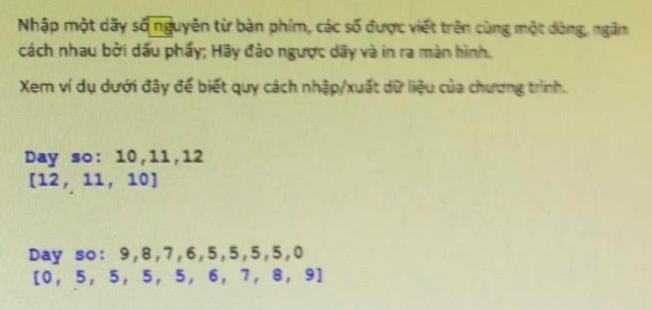 Nhập một dãy số nguyên từ bàn phím, các số được viết trên cùng một dòng, ngăn
cách nhau bởi dấu phẩy; Hãy đảo ngược dãy và in ra màn hình.
Xem ví dụ dưới đây để biết quy cách nhập/xuất dữ liệu của chương trình.
Day so: 10,11,12
[12, 11, 10]
Day so: 9,8,7,6,5,5,5,5,0
[0, 5, 5, 5, 5, 6, 7, 8, 9]